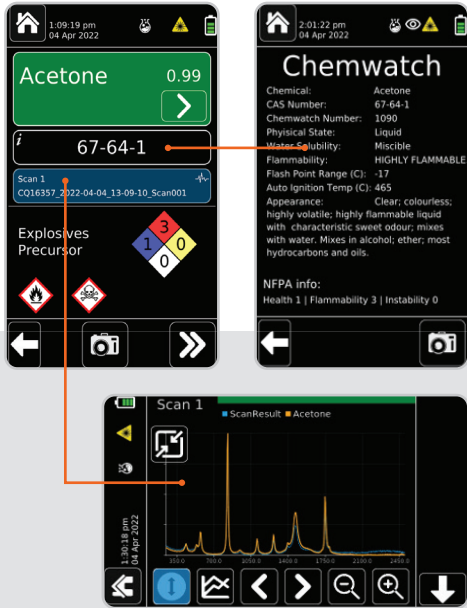 1:09:19 pm
04 Apr 2022
Acetone
0.99
i
67-64-1
Scan 1
CQ16357_2022-04-04_13-09-10_Scan001
Explosives
Precursor
3
1
0
0
2:01:22 pm
04 Apr 2022
Chemwatch
Chemical: Acetone
CAS Number: 67-64-1
Chemwatch Number: 1090
Phyisical State: Liquid
Water Solubility: Miscible
Flammability: HIGHLY FLAMMABLE
Flash Point Range (C): -17
Auto Ignition Temp (C): 465
Appearance: Clear; colourless;
highly volatile; highly flammable liquid
with characteristic sweet odour; mixes
with water. Mixes in alcohol; ether; most
hydrocarbons and oils.
NFPA info:
Health 1 | Flammability 3 | Instability 0
1:30:18 pm
04 Apr 2022
Scan 1
ScanResult Acetone
350.0 700.0 1050.0 1400.0 1750.0 2100.0 2450.0